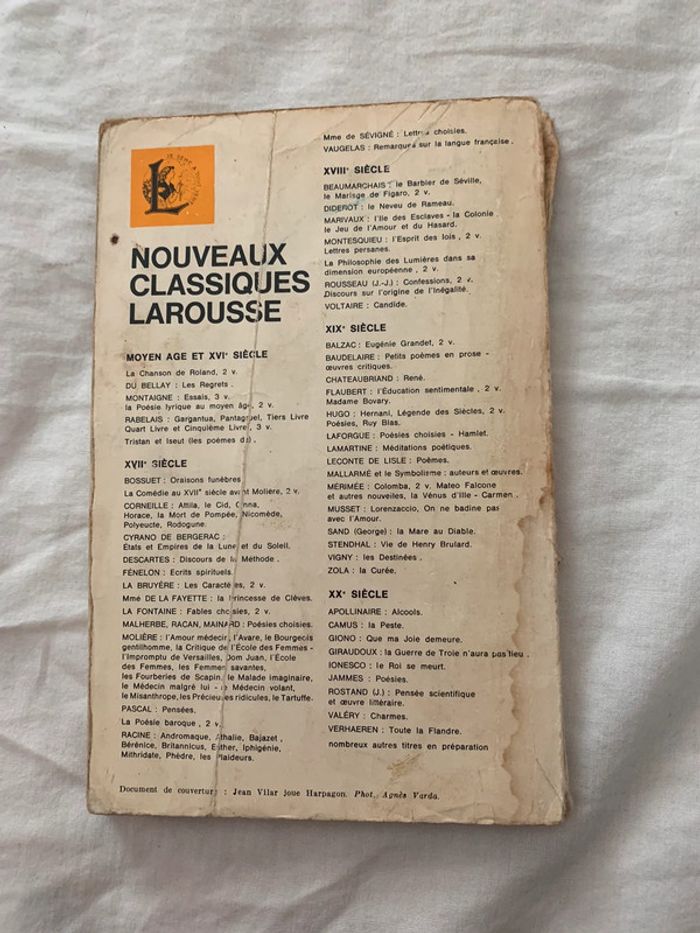 NOUVEAUX
CLASSIQUES
LAROUSSE
MOYEN AGE ET XVIe SIÈCLE
La Chanson de Roland, 2 v.
DU BELLAY : Les Regrets .
MONTAIGNE : Essais, 3 v.
la Poésie lyrique au moyen âge, 2 v.
RABELAIS : Gargantua, Pantagruel, Tiers Livre
Quart Livre et Cinquième Livre, 3 v.
Tristan et Iseut (les poèmes de) .
XVIIe SIÈCLE
BOSSUET : Oraisons funèbres
La Comédie au XVIIe siècle avant Molière, 2 v.
CORNEILLE : Attila, le Cid, Cinna,
Horace, la Mort de Pompée, Nicomède,
Polyeucte, Rodogune.
CYRANO DE BERGERAC :
États et Empires de la Lune et du Soleil.
DESCARTES : Discours de la Méthode .
FÉNELON : Ecrits spirituels.
LA BRUYÈRE : Les Caractères, 2 v.
Mme DE LA FAYETTE : la Princesse de Clèves.
LA FONTAINE : Fables choisies, 2 v.
MALHERBE, RACAN, MAINARD : Poésies choisies.
MOLIÈRE : l'Amour médecin, l'Avare, le Bourgeois
gentilhomme, la Critique de l'École des Femmes -
l'Impromptu de Versailles, Dom Juan, l'École
des Femmes, les Femmes savantes,
les Fourberies de Scapin, le Malade imaginaire,
le Médecin malgré lui - le Médecin volant,
le Misanthrope, les Précieuses ridicules, le Tartuffe.
PASCAL : Pensées.
La Poésie baroque , 2 v.
RACINE : Andromaque, Athalie, Bajazet ,
Bérénice, Britannicus, Esther, Iphigénie,
Mithridate, Phèdre, les Plaideurs.
Mme de SÉVIGNÉ : Lettres choisies.
VAUGELAS : Remarques sur la langue française .
XVIIIe SIÈCLE
BEAUMARCHAIS : le Barbier de Séville,
le Mariage de Figaro, 2 v.
DIDEROT : le Neveu de Rameau.
MARIVAUX : l'Ile des Esclaves - la Colonie
le Jeu de l'Amour et du Hasard.
MONTESQUIEU : l'Esprit des lois , 2 v.
Lettres persanes.
La Philosophie des Lumières dans sa
dimension européenne , 2 v.
ROUSSEAU (J.-J.) : Confessions, 2 v.
Discours sur l'origine de l'Inégalité.
VOLTAIRE : Candide.
XIXe SIÈCLE
BALZAC : Eugénie Grandet, 2 v.
BAUDELAIRE : Petits poèmes en prose -
œuvres critiques.
CHATEAUBRIAND : René.
FLAUBERT : l'Éducation sentimentale , 2 v.
Madame Bovary.
HUGO : Hernani, Légende des Siècles, 2 v.
Poésies, Ruy Blas.
LAFORGUE : Poésies choisies - Hamlet.
LAMARTINE : Méditations poétiques.
LECONTE DE LISLE : Poèmes.
MALLARMÉ et le Symbolisme : auteurs et œuvres.
MÉRIMÉE : Colomba, 2 v. Mateo Falcone
et autres nouvelles, la Vénus d'Ille - Carmen .
MUSSET : Lorenzaccio, On ne badine pas
avec l'Amour.
SAND (George) : la Mare au Diable.
STENDHAL : Vie de Henry Brulard.
VIGNY : les Destinées .
ZOLA : la Curée.
XXe SIÈCLE
APOLLINAIRE : Alcools.
CAMUS : la Peste.
GIONO : Que ma Joie demeure.
GIRAUDOUX : la Guerre de Troie n'aura pas lieu .
IONESCO : le Roi se meurt.
JAMMES : Poésies.
ROSTAND (J.) : Pensée scientifique
et œuvre littéraire.
VALÉRY : Charmes.
VERHAEREN : Toute la Flandre.
nombreux autres titres en préparation
Document de couverture : Jean Vilar joue Harpagon. Phot. Agnès Varda.